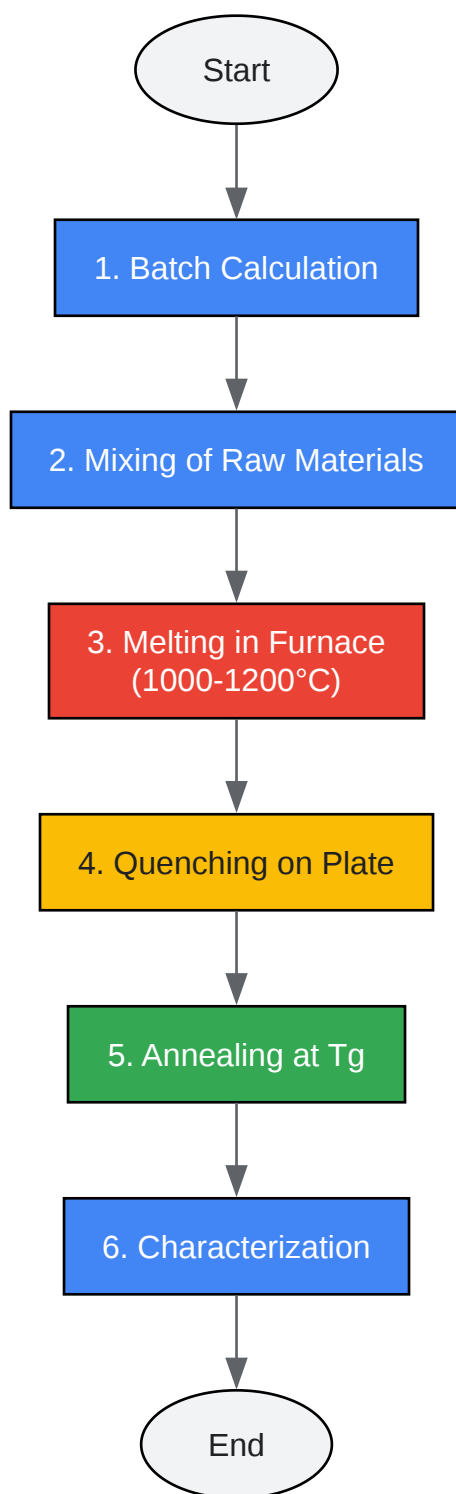 Start
1. Batch Calculation
2. Mixing of Raw Materials
3. Melting in Furnace
(1000-1200°C)
4. Quenching on Plate
5. Annealing at Tg
6. Characterization
End